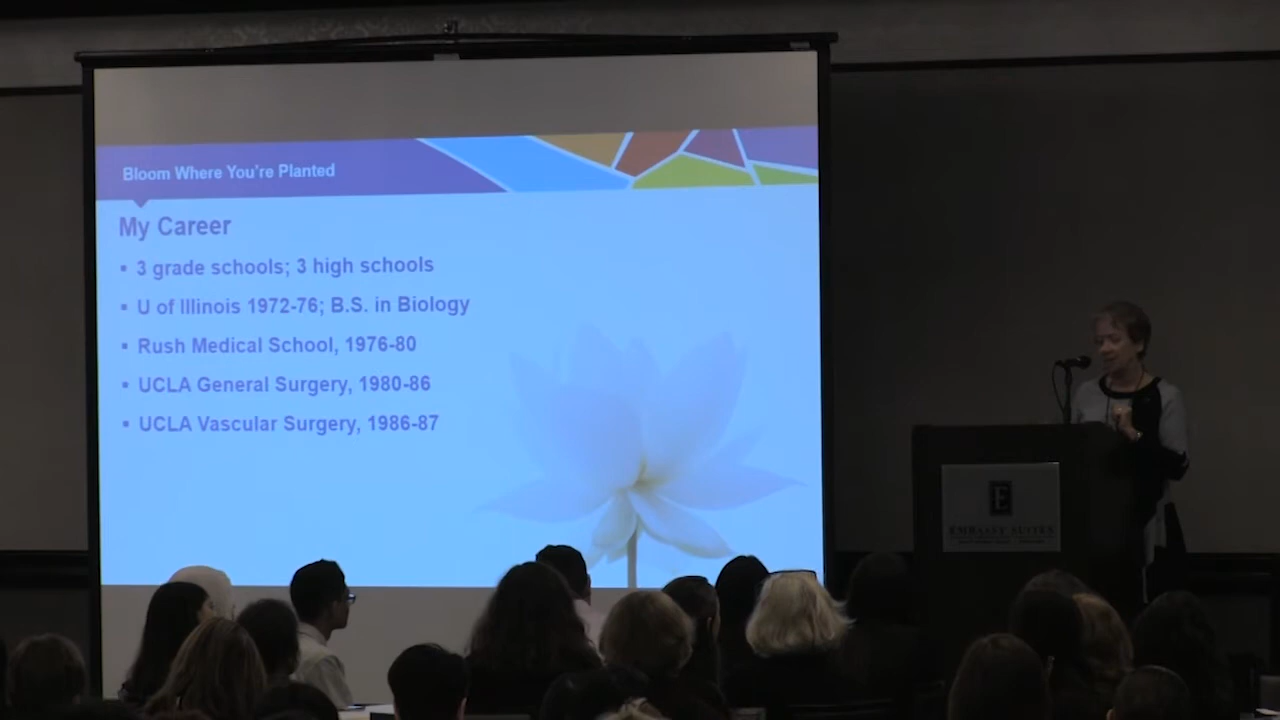 Bloom Where You're Planted
My Career
▪ 3 grade schools; 3 high schools
▪ U of Illinois 1972-76; B.S. in Biology
▪ Rush Medical School, 1976-80
▪ UCLA General Surgery, 1980-86
▪ UCLA Vascular Surgery, 1986-87
E
EMBASSY SUITES